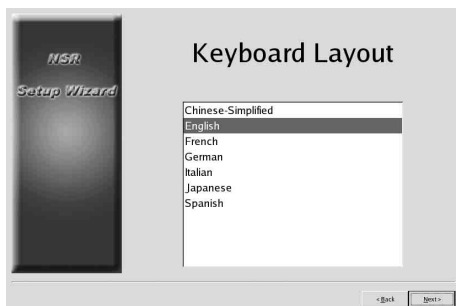 NSR
Setup Wizard
Keyboard Layout
Chinese-Simplified
English
French
German
Italian
Japanese
Spanish
< Back
Next >